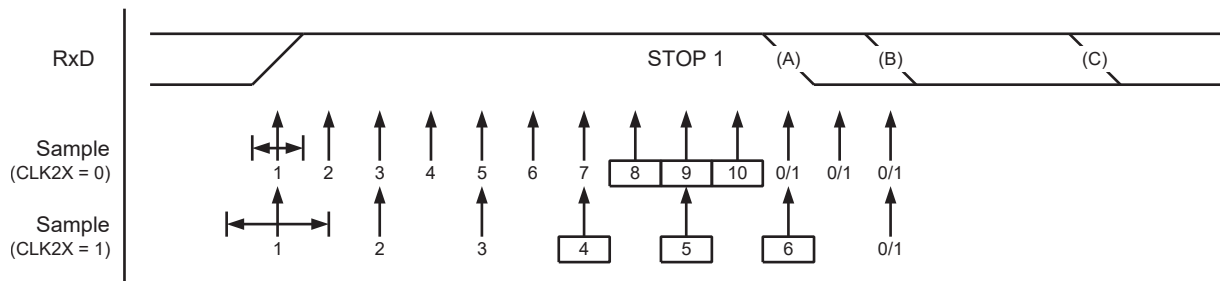 RxD STOP 1 (A) (B) (C)
Sample
(CLK2X = 0)
1 2 3 4 5 6 7 8 9 10 0/1 0/1 0/1
Sample
(CLK2X = 1)
1 2 3 4 5 6 0/1